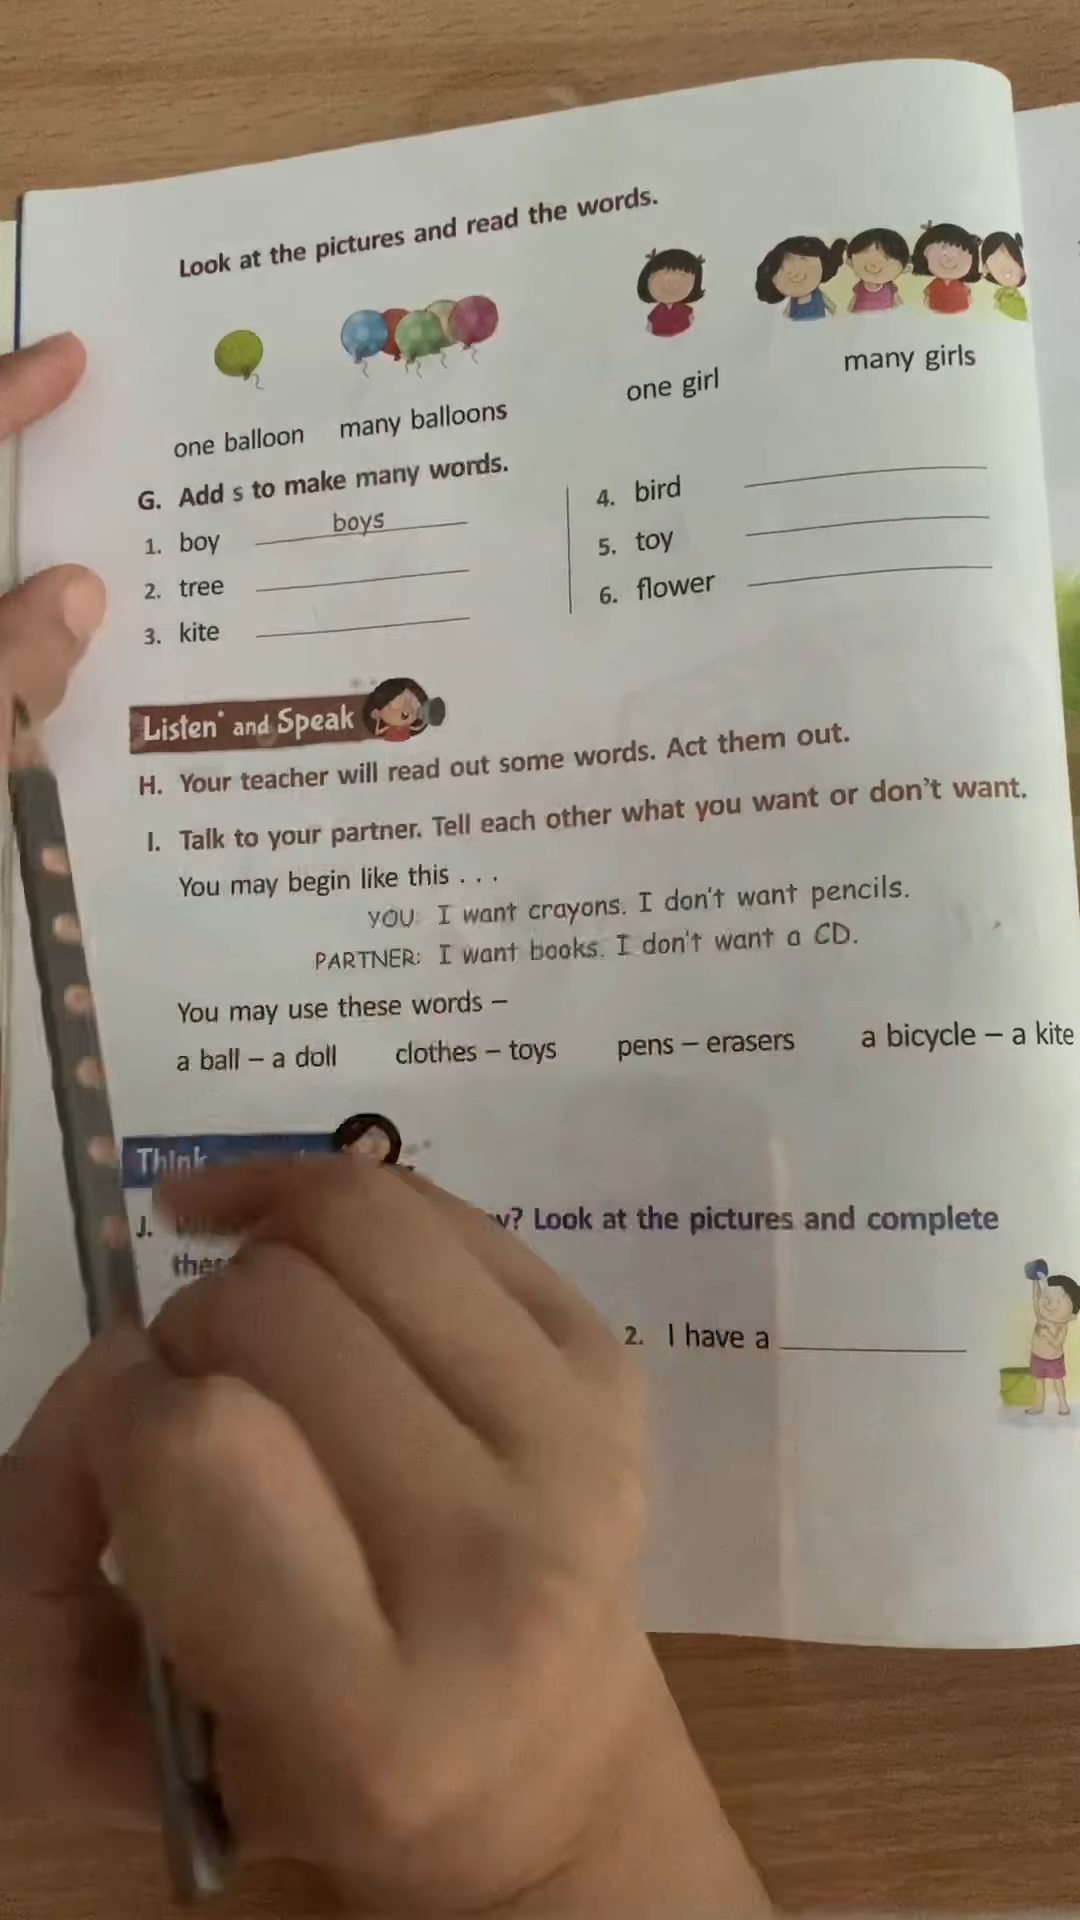 Look at the pictures and read the words.
one balloon many balloons one girl many girls
G. Add s to make many words.
1. boy boys
2. tree
3. kite
4. bird
5. toy
6. flower
Listen and Speak
H. Your teacher will read out some words. Act them out.
I. Talk to your partner. Tell each other what you want or don't want.
You may begin like this . . .
YOU: I want crayons. I don't want pencils.
PARTNER: I want books. I don't want a CD.
You may use these words –
a ball – a doll clothes – toys pens – erasers a bicycle – a kite
Think
J. Look at the pictures and complete
2. I have a